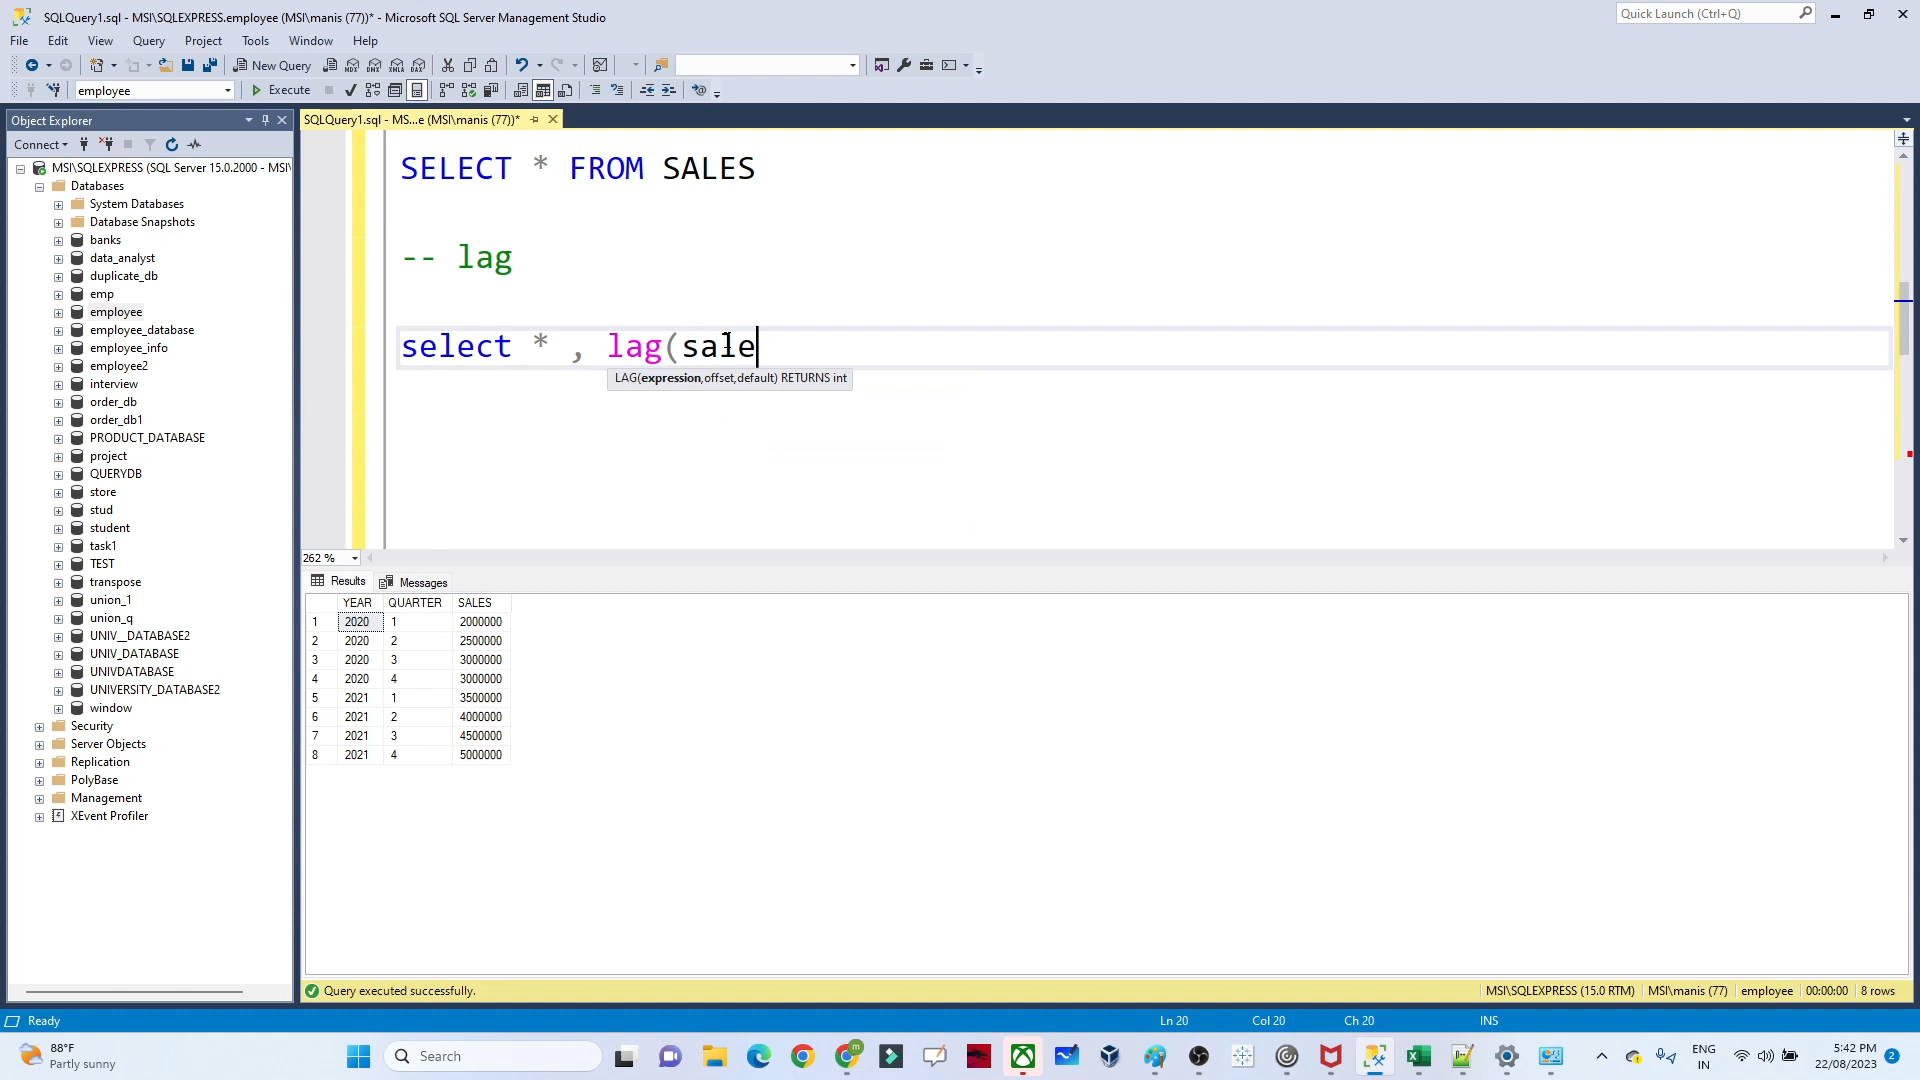 SQLQuery1.sql - MSI\SQLEXPRESS.employee (MSI\manis (77))* - Microsoft SQL Server Management Studio
Quick Launch (Ctrl+Q)
File Edit View Query Project Tools Window Help
New Query
employee
Execute
Object Explorer
SQLQuery1.sql - MS...e (MSI\manis (77))*
Connect
MSI\SQLEXPRESS (SQL Server 15.0.2000 - MSI\
Databases
System Databases
Database Snapshots
banks
data_analyst
duplicate_db
emp
employee
employee_database
employee_info
employee2
interview
order_db
order_db1
PRODUCT_DATABASE
project
QUERYDB
store
stud
student
task1
TEST
transpose
union_1
union_q
UNIV__DATABASE2
UNIV_DATABASE
UNIVDATABASE
UNIVERSITY_DATABASE2
window
Security
Server Objects
Replication
PolyBase
Management
XEvent Profiler
SELECT * FROM SALES
-- lag
select * , lag(sale
LAG(expression,offset,default) RETURNS int
262 %
Results Messages
YEAR QUARTER SALES
1 2020 1 2000000
2 2020 2 2500000
3 2020 3 3000000
4 2020 4 3000000
5 2021 1 3500000
6 2021 2 4000000
7 2021 3 4500000
8 2021 4 5000000
Query executed successfully.
MSI\SQLEXPRESS (15.0 RTM) MSI\manis (77) employee 00:00:00 8 rows
Ready
Ln 20 Col 20 Ch 20 INS
88°F
Partly sunny
Search
ENG
IN
5:42 PM
22/08/2023
2